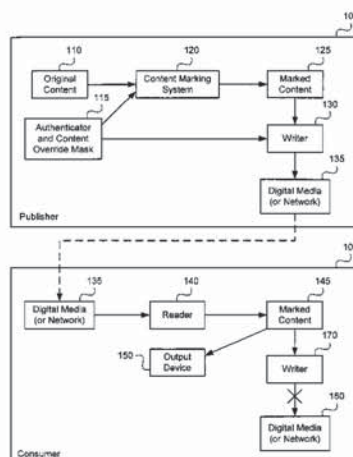 10
110
120
125
Original
Content
Content Marking
System
Marked
Content
115
130
Authenticator
and Content
Override Mask
Writer
135
Digital Media
(or Network)
Publisher
10
135
140
145
Digital Media
(or Network)
Reader
Marked
Content
150
Output
Device
170
Writer
160
Digital Media
(or Network)
Consumer